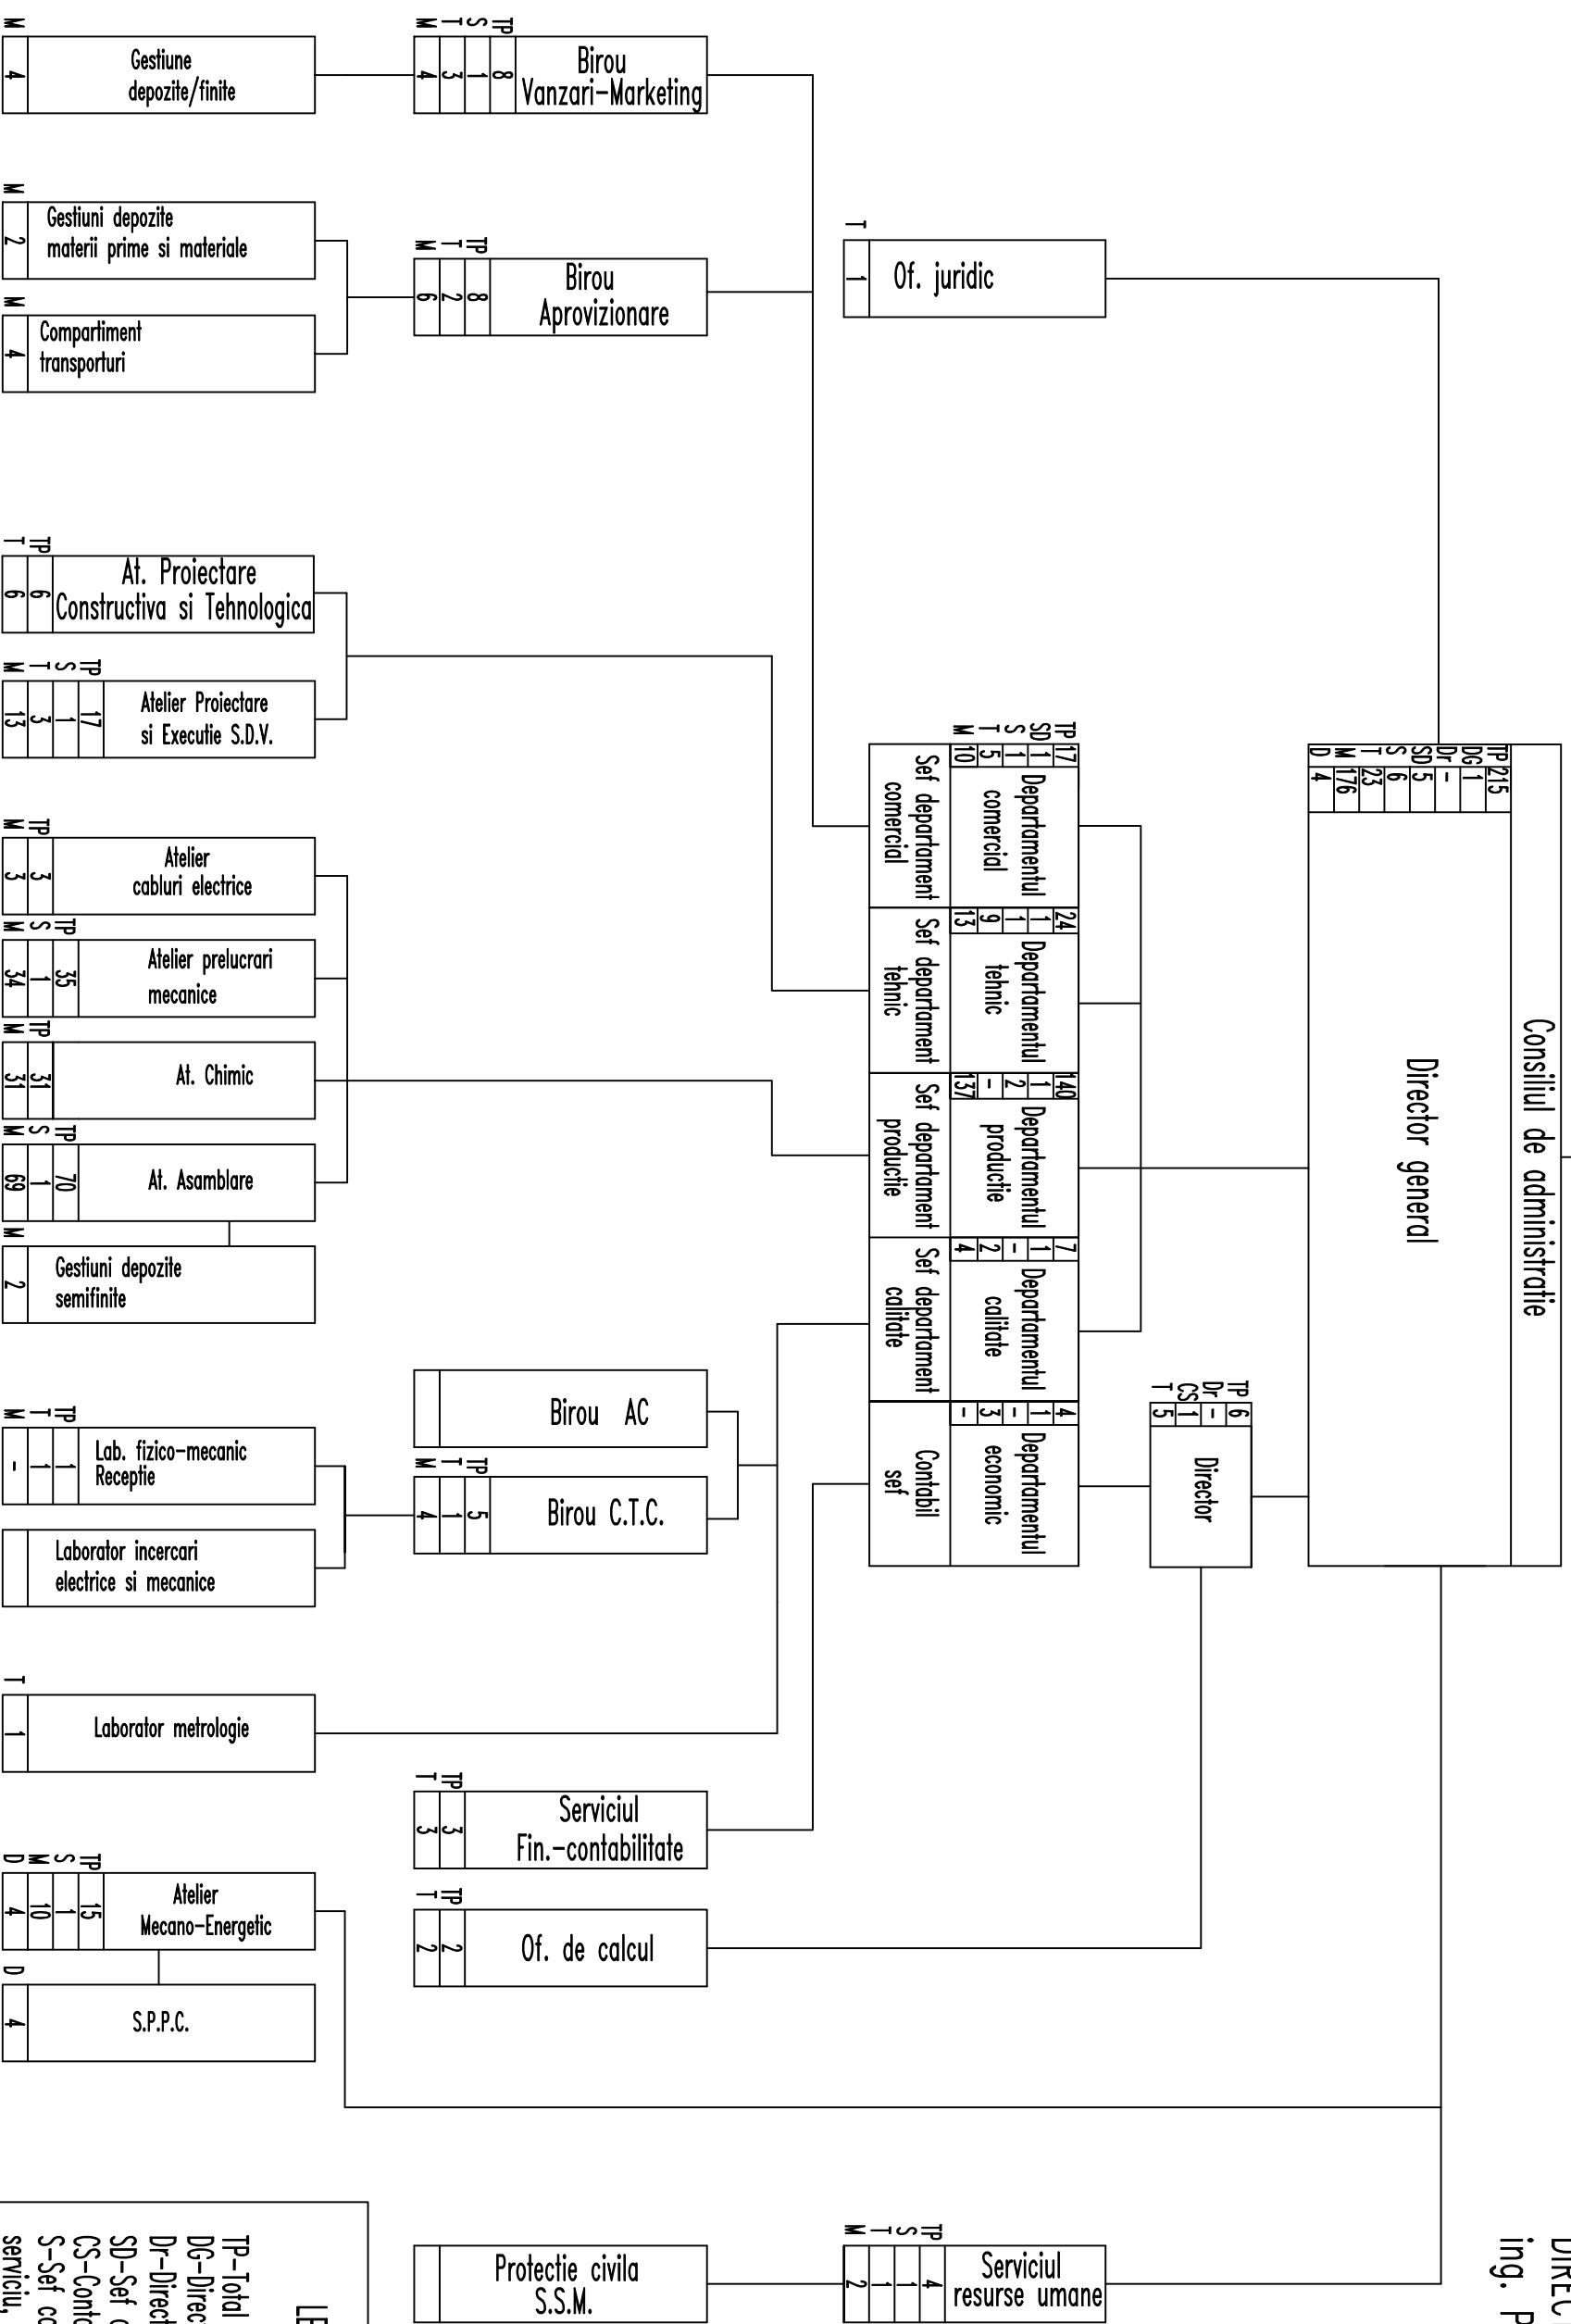 Gestiune
depozite/finite
M
4
Birou
Vanzari-Marketing
TP
S
T
M
8
1
3
4
Gestiuni depozite
materii prime si materiale
M
2
Compartiment
transporturi
M
4
Birou
Aprovizionare
TP
T
M
8
2
6
Of. juridic
T
1
At. Proiectare
Constructiva si Tehnologica
TP
T
6
6
Atelier Proiectare
si Executie S.D.V.
TP
S
T
M
17
1
3
13
Consiliul de administratie
Director general
TP
DG
Dr
SD
S
T
M
D
215
1
-
5
6
23
176
4
TP
SD
S
T
M
17
1
1
5
10
Departamentul
comercial
Sef departament
comercial
24
1
1
9
13
Departamentul
tehnic
Sef departament
tehnic
140
1
2
-
137
Departamentul
productie
Sef departament
productie
7
1
-
2
4
Departamentul
calitate
Sef departament
calitate
4
1
-
3
-
Departamentul
economic
Contabil
sef
TP
Dr
CS
T
6
-
1
5
Director
Atelier
cabluri electrice
TP
M
3
3
Atelier prelucrari
mecanice
TP
S
M
35
1
34
At. Chimic
TP
M
31
31
At. Asamblare
TP
S
M
70
1
69
Gestiuni depozite
semifinite
M
2
Birou AC
Birou C.T.C.
TP
T
M
5
1
4
Lab. fizico-mecanic
Receptie
TP
T
M
1
1
-
Laborator incercari
electrice si mecanice
Laborator metrologie
T
1
Serviciul
Fin.-contabilitate
TP
T
3
3
Of. de calcul
TP
T
2
2
Atelier
Mecano-Energetic
TP
S
M
D
15
1
10
4
S.P.P.C.
D
4
Protectie civila
S.S.M.
Serviciul
resurse umane
TP
S
T
M
4
1
1
2
ing.
TP-Total
serviciu,